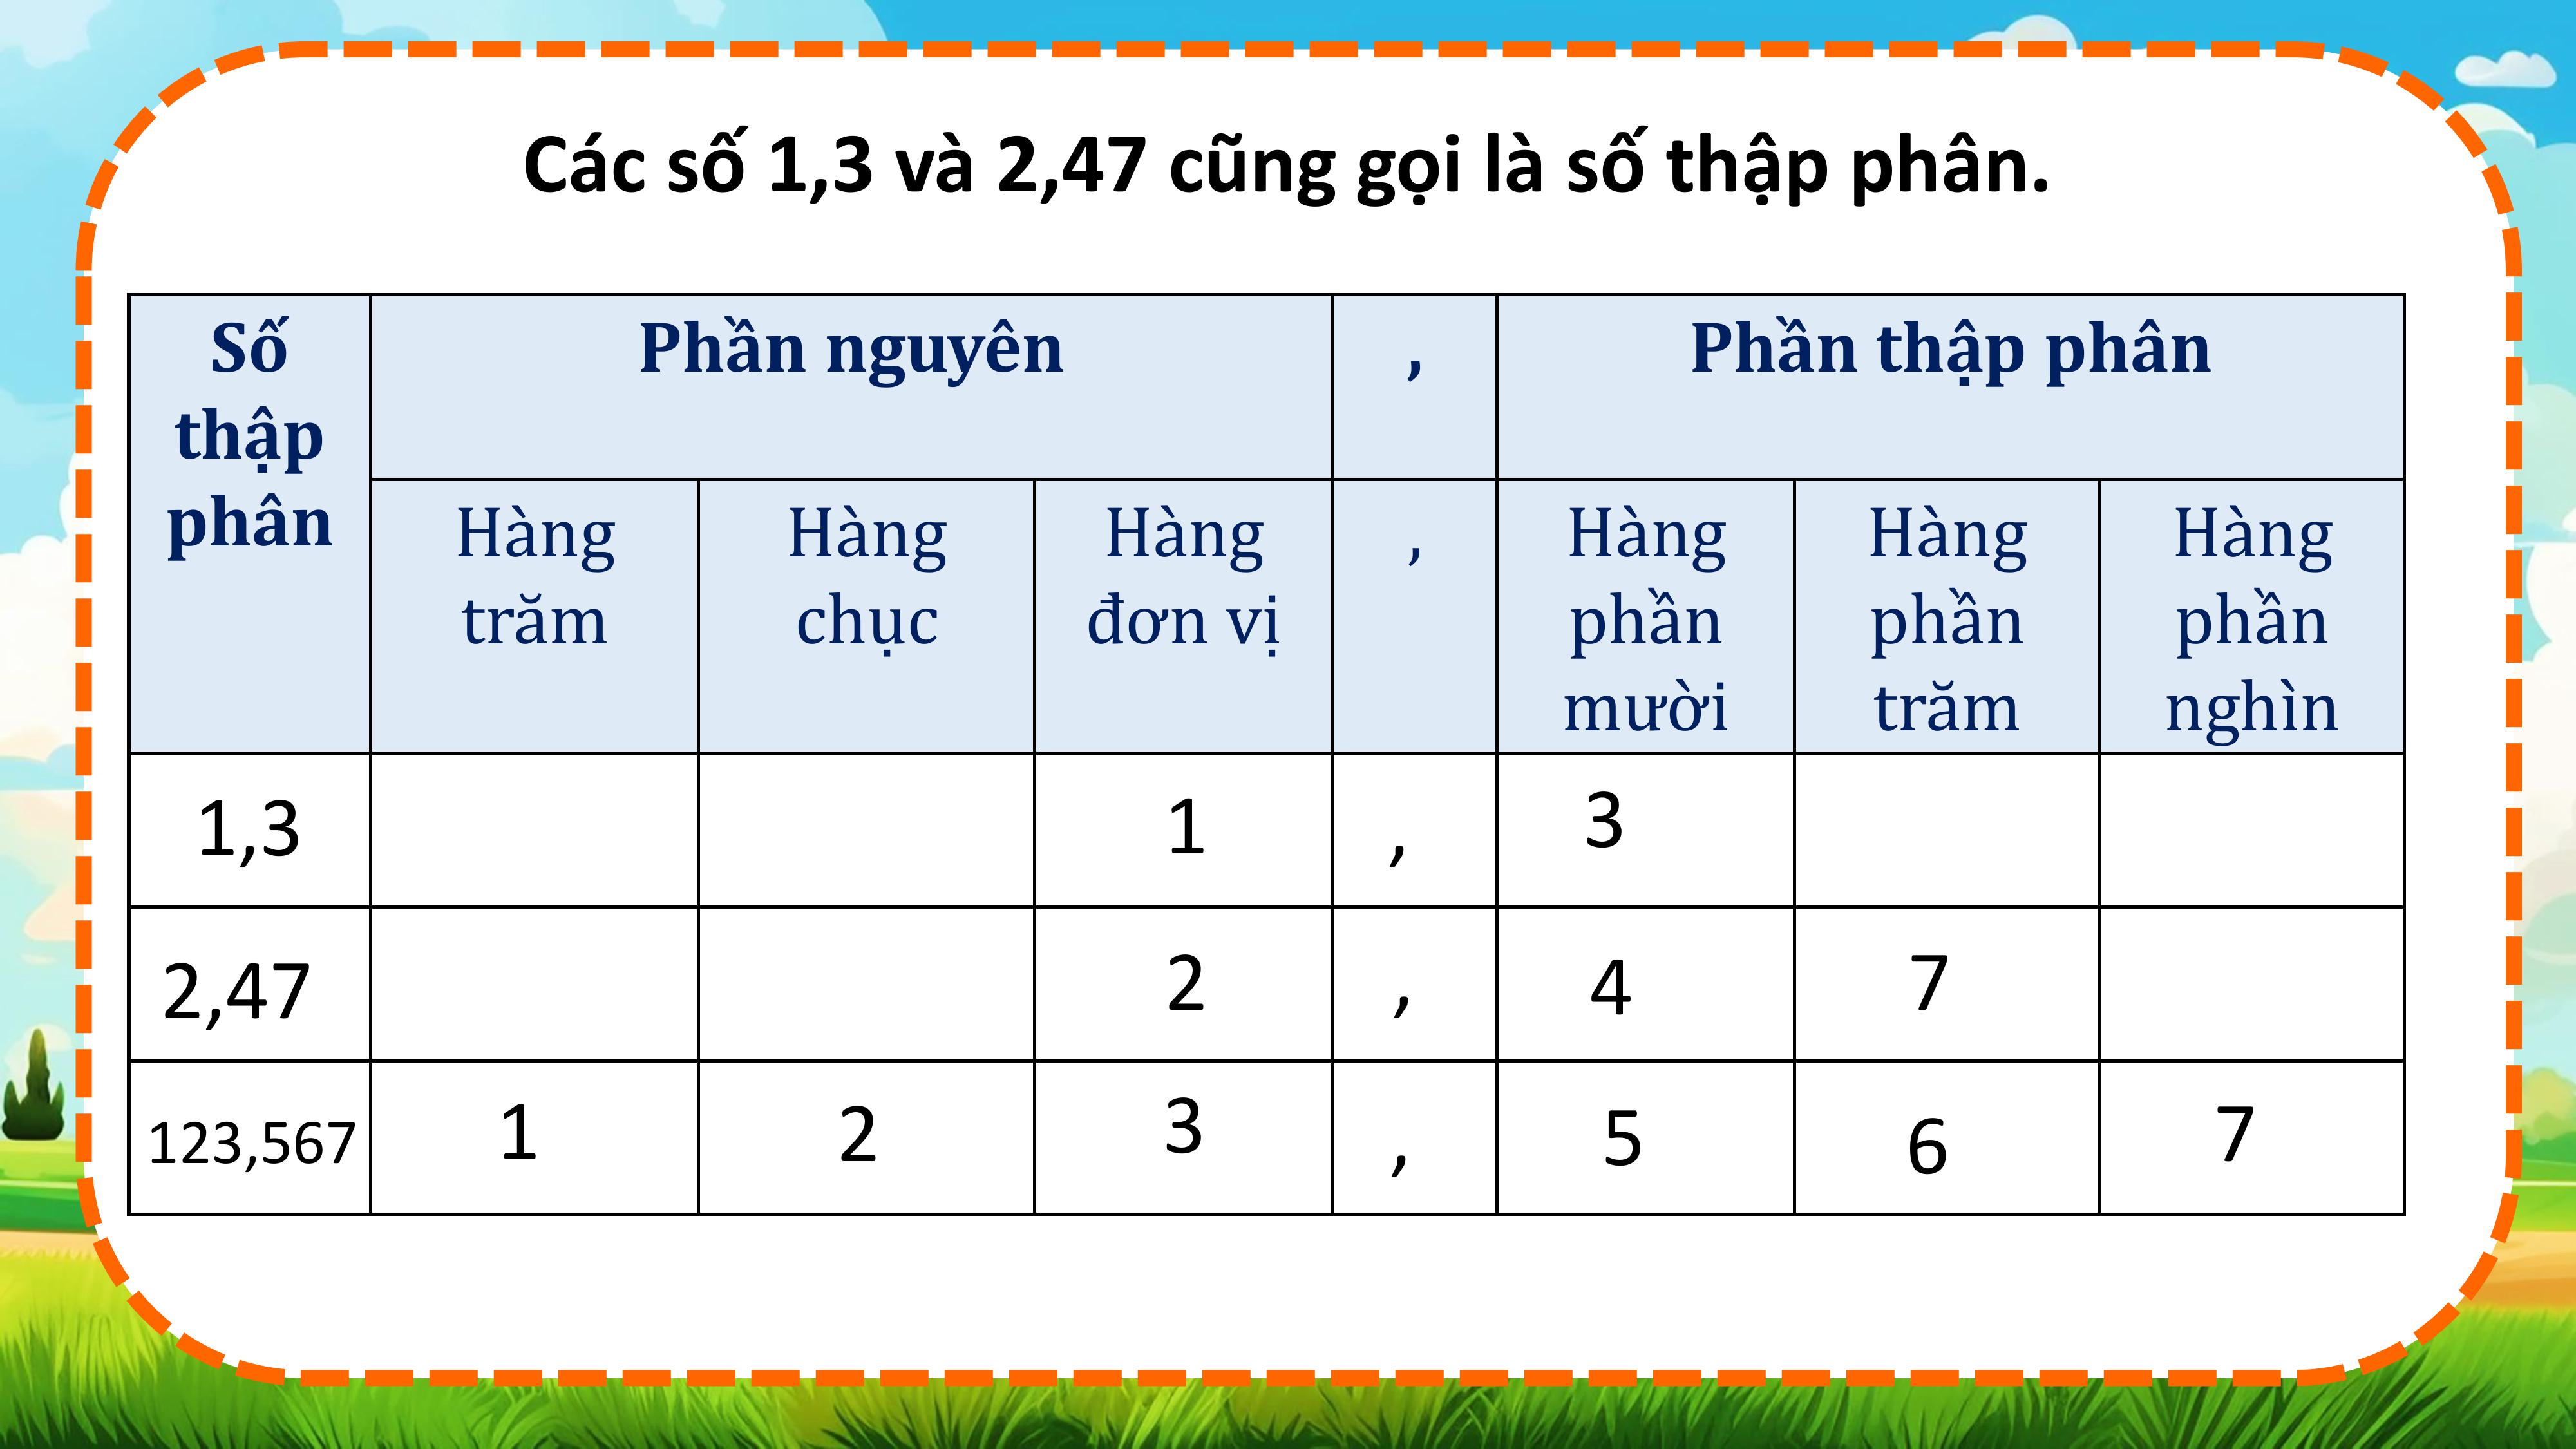 Các số 1,3 và 2,47 cũng gọi là số thập phân.
Số thập phân | Phần nguyên | , | Phần thập phân
Hàng trăm | Hàng chục | Hàng đơn vị | , | Hàng phần mười | Hàng phần trăm | Hàng phần nghìn
1,3 | | | 1 | , | 3 | |
2,47 | | | 2 | , | 4 | 7 |
123,567 | 1 | 2 | 3 | , | 5 | 6 | 7